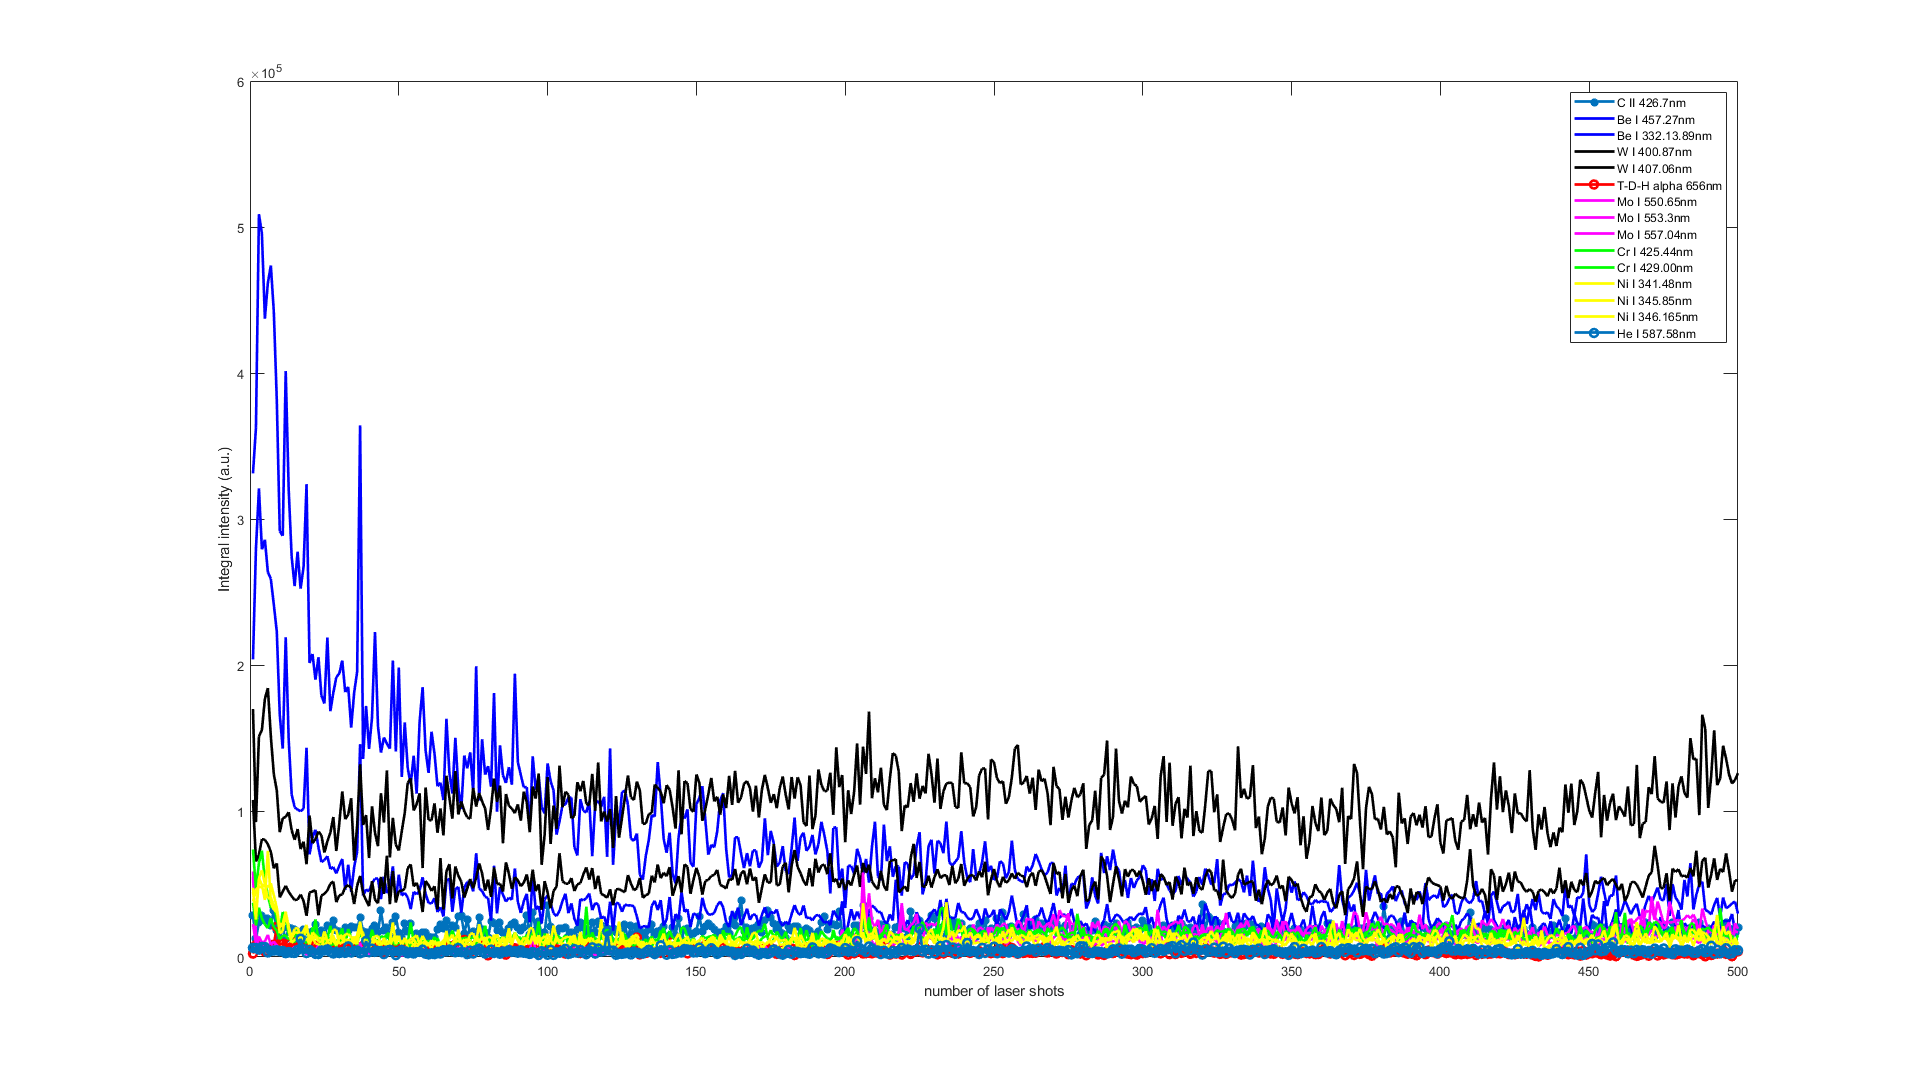 ×10^5
6
5
4
3
2
1
0
Integral intensity (a.u.)
0 50 100 150 200 250 300 350 400 450 500
number of laser shots
C II 426.7nm
Be I 457.27nm
Be I 332.13.89nm
W I 400.87nm
W I 407.06nm
T-D-H alpha 656nm
Mo I 550.65nm
Mo I 553.3nm
Mo I 557.04nm
Cr I 425.44nm
Cr I 429.00nm
Ni I 341.48nm
Ni I 345.85nm
Ni I 346.165nm
He I 587.58nm